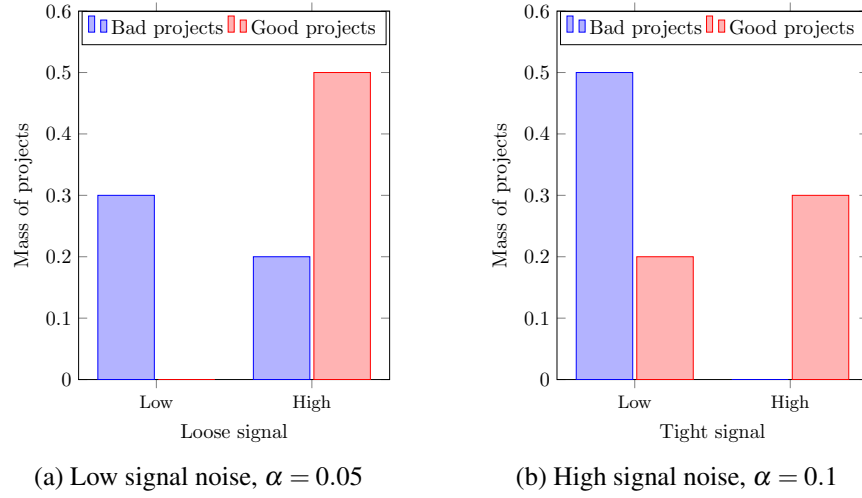 Bad projects Good projects
0.6
0.5
0.4
0.3
0.2
0.1
0
Mass of projects
Low High
Loose signal
(a) Low signal noise, α = 0.05
Bad projects Good projects
0.6
0.5
0.4
0.3
0.2
0.1
0
Mass of projects
Low High
Tight signal
(b) High signal noise, α = 0.1